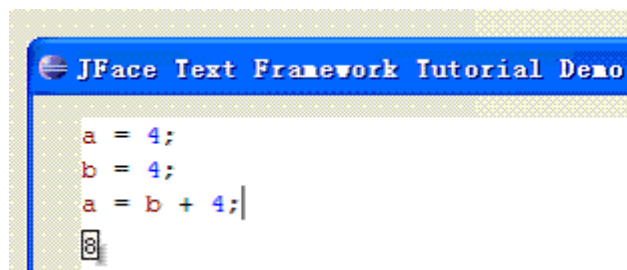 JFace Text Framework Tutorial Demo
a = 4;
b = 4;
a = b + 4;
8